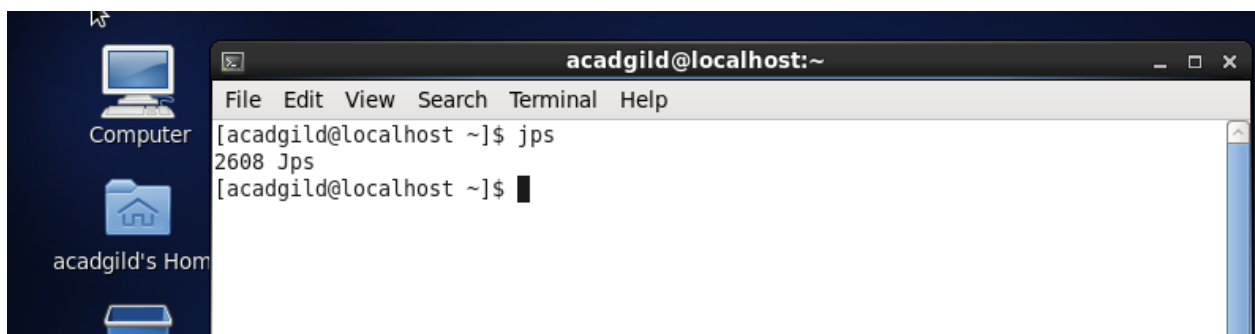 acadgild@localhost:~
File Edit View Search Terminal Help
[acadgild@localhost ~]$ jps
2608 Jps
[acadgild@localhost ~]$
Computer
acadgild's Hom